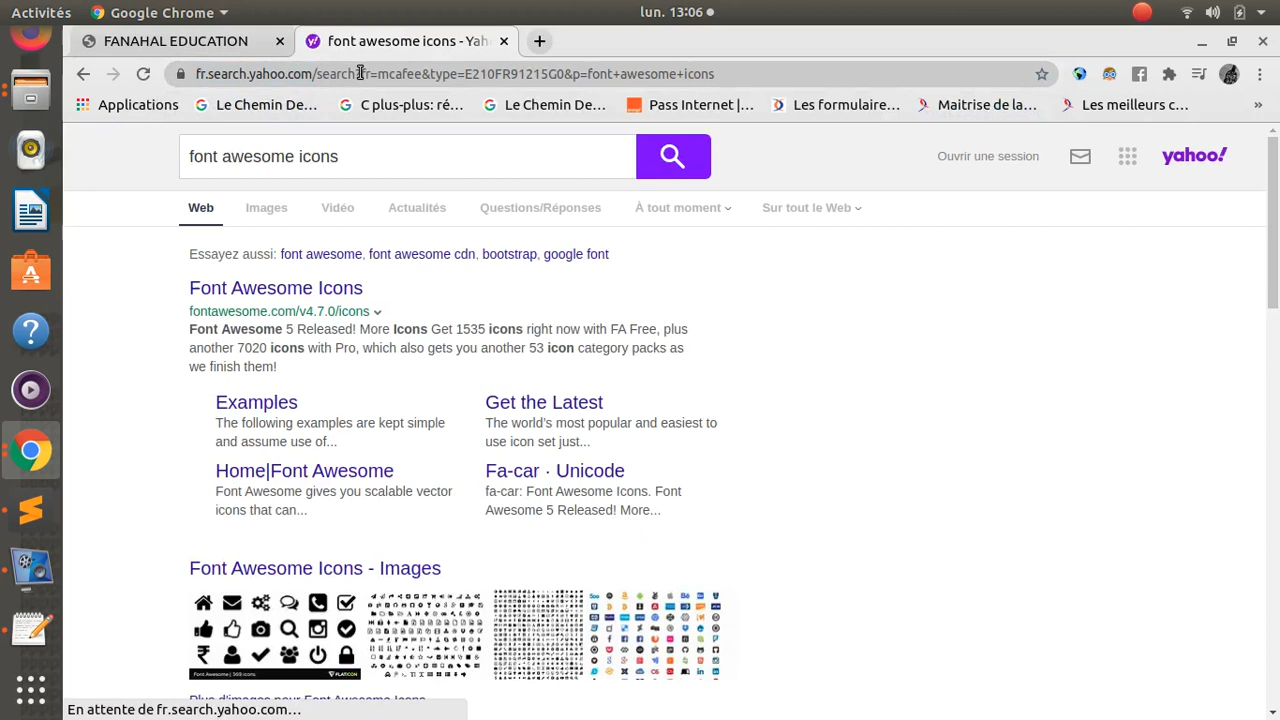 Activités Google Chrome lun. 13:06
FANAHAL EDUCATION font awesome icons - Yah
fr.search.yahoo.com/search?fr=mcafee&type=E210FR91215G0&p=font+awesome+icons
Applications Le Chemin De... C plus-plus: ré... Le Chemin De... Pass Internet |... Les formulaire... Maitrise de la... Les meilleurs c... »
font awesome icons Ouvrir une session yahoo!
Web Images Vidéo Actualités Questions/Réponses À tout moment Sur tout le Web
Essayez aussi: font awesome, font awesome cdn, bootstrap, google font
Font Awesome Icons
fontawesome.com/v4.7.0/icons
Font Awesome 5 Released! More Icons Get 1535 icons right now with FA Free, plus
another 7020 icons with Pro, which also gets you another 53 icon category packs as
we finish them!
Examples
The following examples are kept simple
and assume use of...
Get the Latest
The world's most popular and easiest to
use icon set just...
Home|Font Awesome
Font Awesome gives you scalable vector
icons that can...
Fa-car · Unicode
fa-car: Font Awesome Icons. Font
Awesome 5 Released! More...
Font Awesome Icons - Images
Plus d'images pour Font Awesome Icons
En attente de fr.search.yahoo.com...